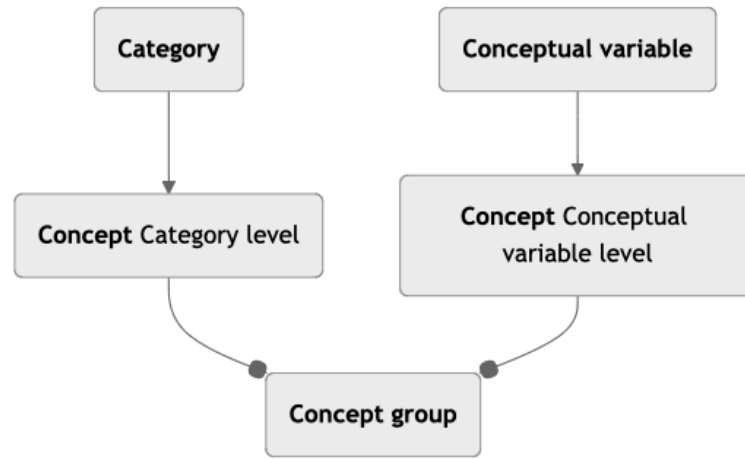 Category
Conceptual variable
Concept Category level
Concept Conceptual
variable level
Concept group